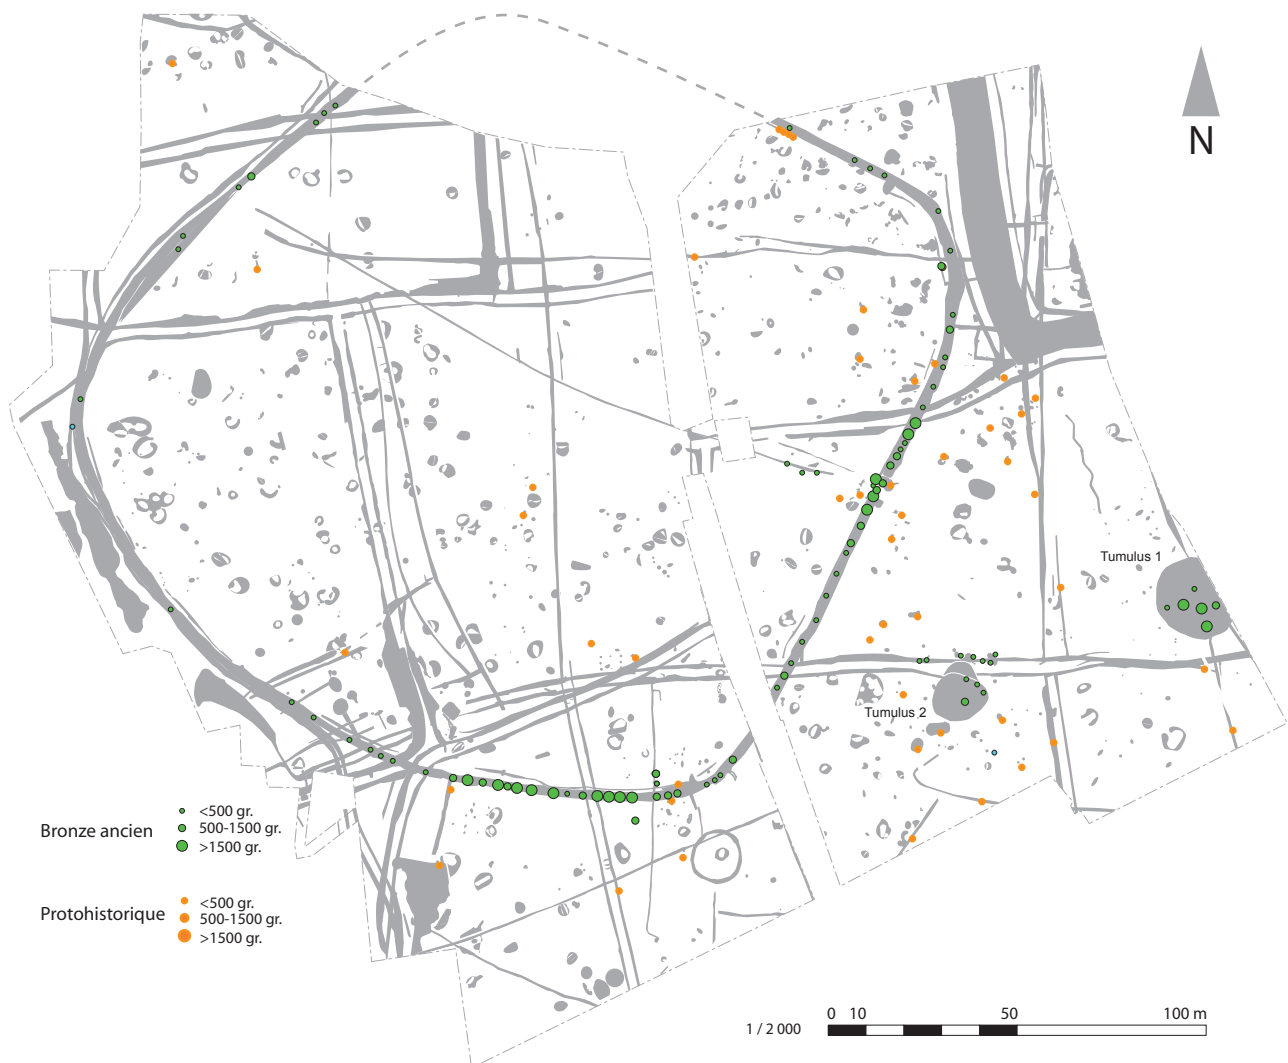 N
Tumulus 1
Tumulus 2
Bronze ancien
<500 gr.
500-1500 gr.
>1500 gr.
Protohistorique
<500 gr.
500-1500 gr.
>1500 gr.
1 / 2 000
0 10 50 100 m